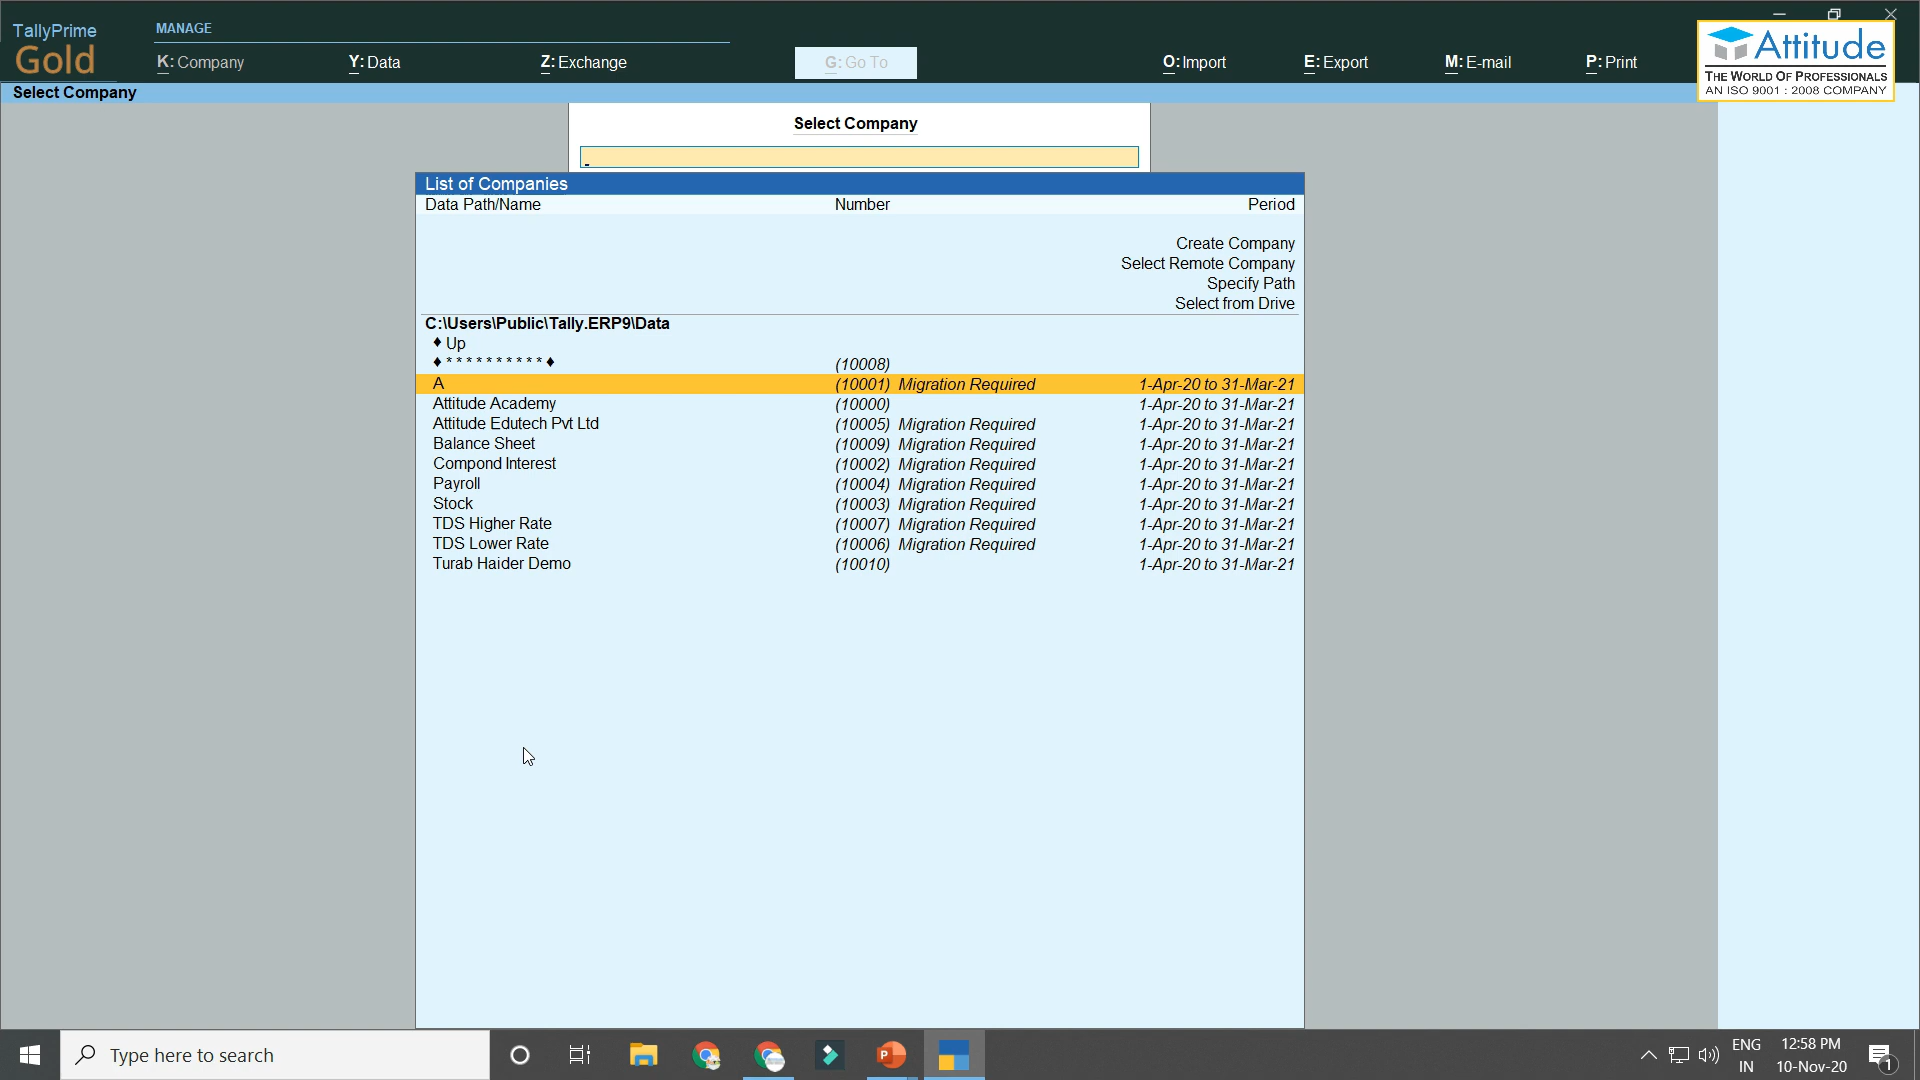 TallyPrime
Gold
MANAGE
K: Company
Y: Data
Z: Exchange
G: Go To
O: Import
E: Export
M: E-mail
P: Print
Attitude
THE WORLD OF PROFESSIONALS
AN ISO 9001 : 2008 COMPANY
Select Company
Select Company
List of Companies
Data Path/Name Number Period
Create Company
Select Remote Company
Specify Path
Select from Drive
C:\Users\Public\Tally.ERP9\Data
♦ Up
♦ * * * * * * * * * * ♦ (10008)
A (10001) Migration Required 1-Apr-20 to 31-Mar-21
Attitude Academy (10000) 1-Apr-20 to 31-Mar-21
Attitude Edutech Pvt Ltd (10005) Migration Required 1-Apr-20 to 31-Mar-21
Balance Sheet (10009) Migration Required 1-Apr-20 to 31-Mar-21
Compond Interest (10002) Migration Required 1-Apr-20 to 31-Mar-21
Payroll (10004) Migration Required 1-Apr-20 to 31-Mar-21
Stock (10003) Migration Required 1-Apr-20 to 31-Mar-21
TDS Higher Rate (10007) Migration Required 1-Apr-20 to 31-Mar-21
TDS Lower Rate (10006) Migration Required 1-Apr-20 to 31-Mar-21
Turab Haider Demo (10010) 1-Apr-20 to 31-Mar-21
Type here to search
P
ENG
IN
12:58 PM
10-Nov-20
1